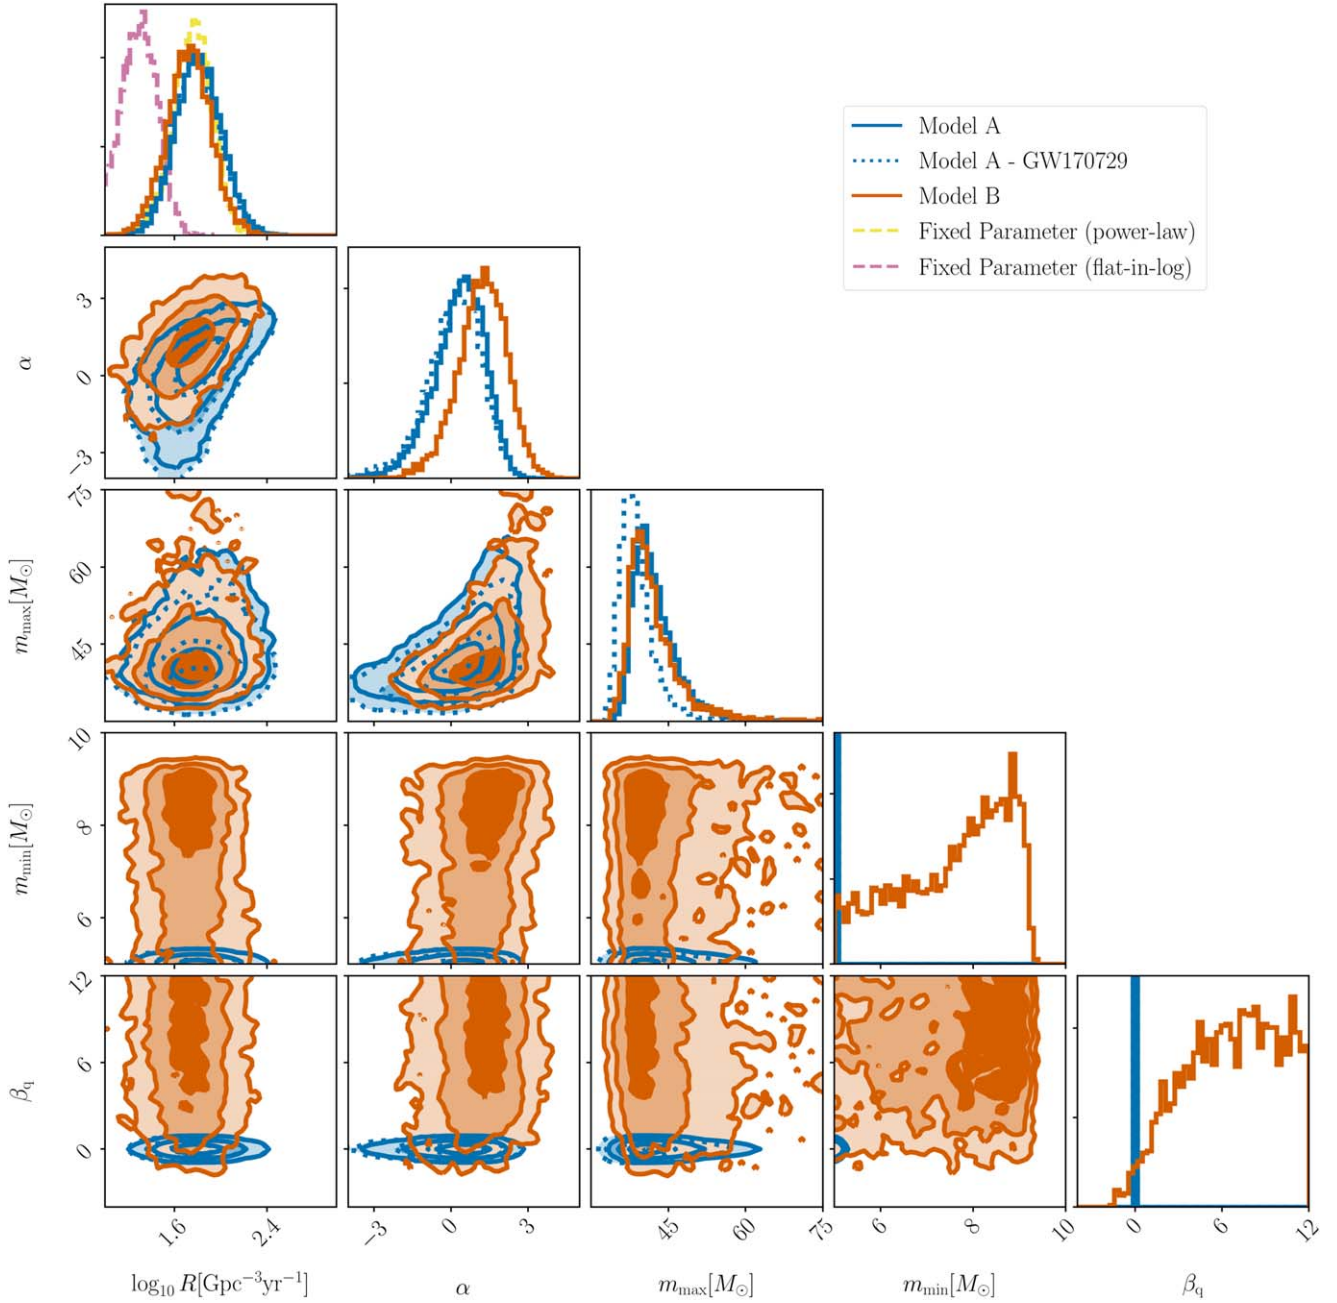 Model A
Model A - GW170729
Model B
Fixed Parameter (power-law)
Fixed Parameter (flat-in-log)
3
0
−3
α
75
60
45
m_max[M_⊙]
10
8
6
m_min[M_⊙]
12
6
0
β_q
1.6 2.4 −3 0 3 45 60 75 6 8 10 0 6 12
log₁₀ R[Gpc⁻³yr⁻¹] α m_max[M_⊙] m_min[M_⊙] β_q